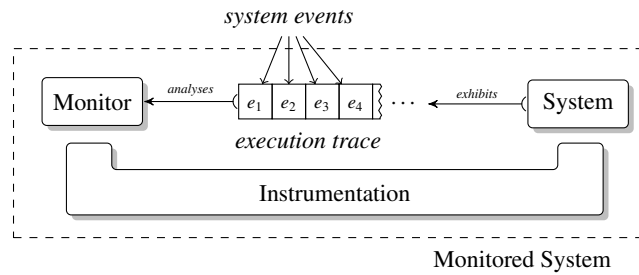 system events
Monitor
analyses
e1 e2 e3 e4 ...
exhibits
System
execution trace
Instrumentation
Monitored System